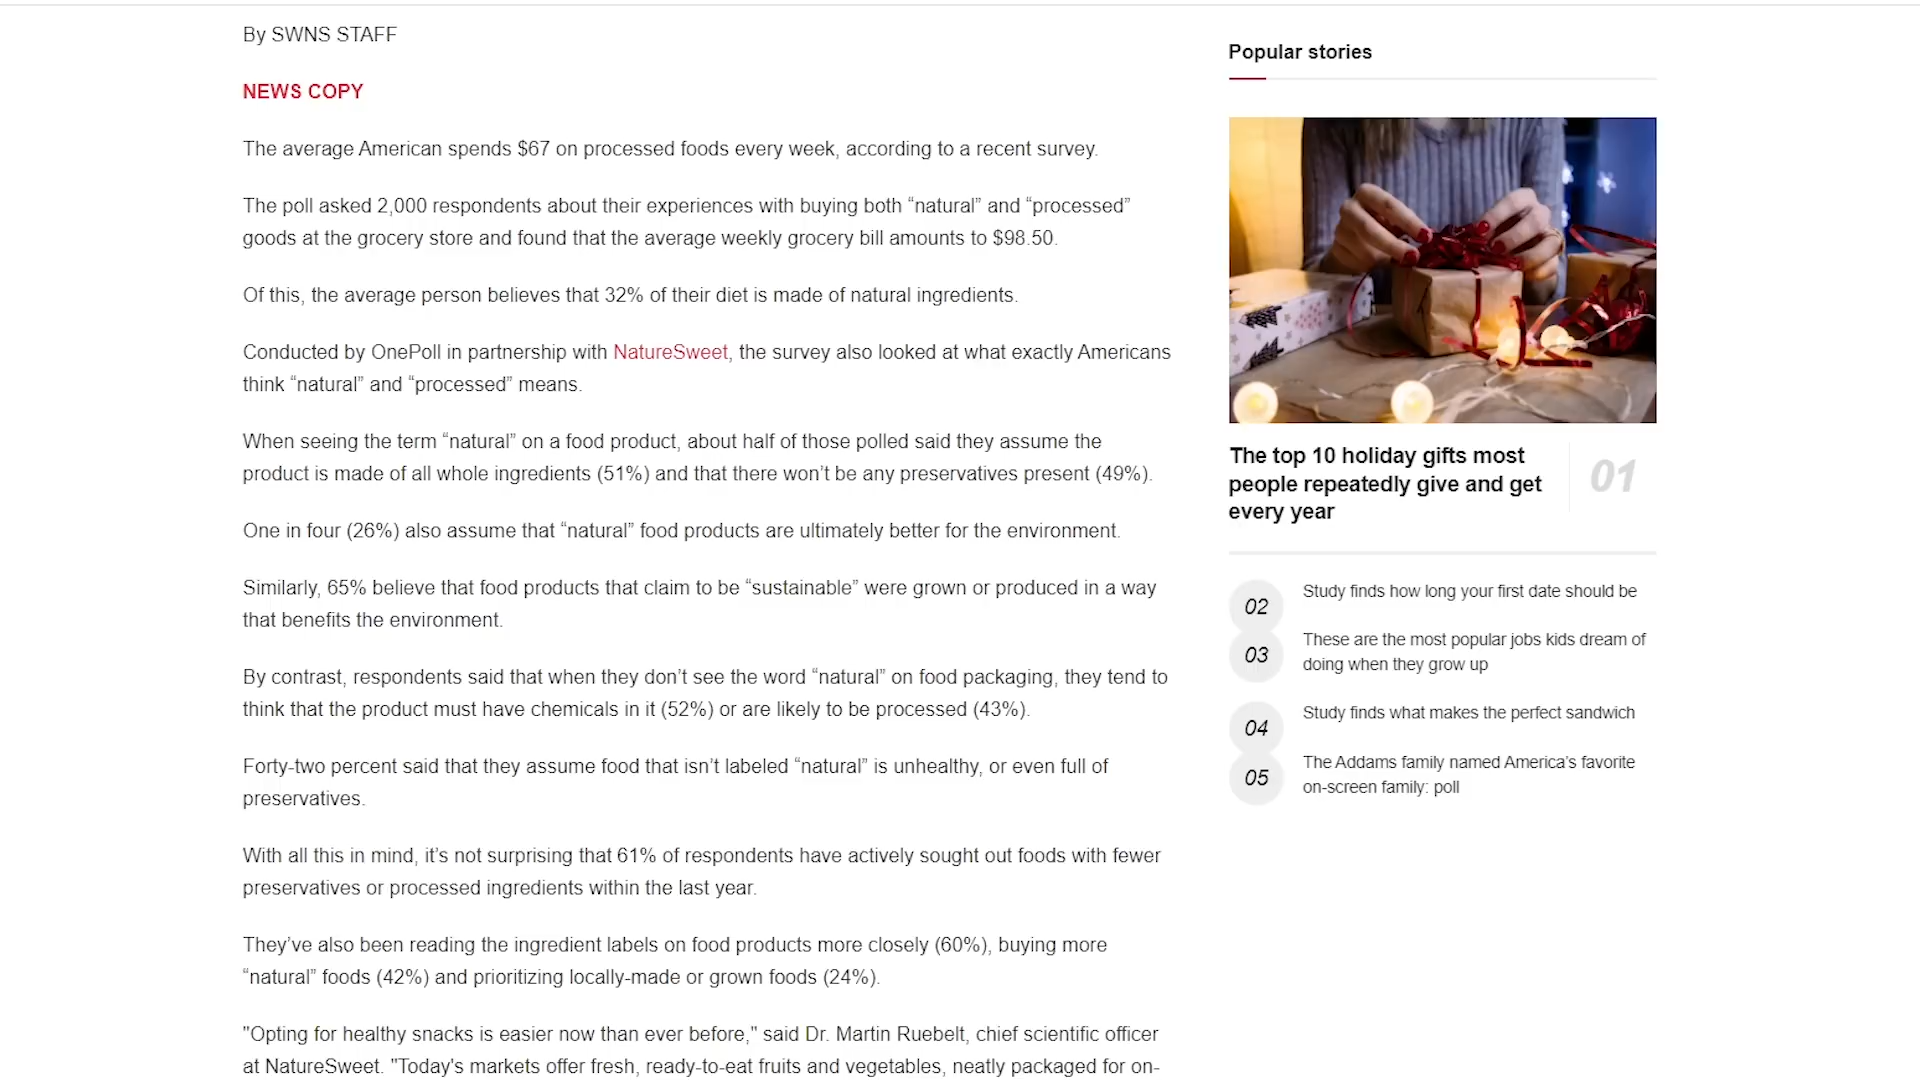 By SWNS STAFF
NEWS COPY
The average American spends $67 on processed foods every week, according to a recent survey.
The poll asked 2,000 respondents about their experiences with buying both “natural” and “processed”
goods at the grocery store and found that the average weekly grocery bill amounts to $98.50.
Of this, the average person believes that 32% of their diet is made of natural ingredients.
Conducted by OnePoll in partnership with NatureSweet, the survey also looked at what exactly Americans
think “natural” and “processed” means.
When seeing the term “natural” on a food product, about half of those polled said they assume the
product is made of all whole ingredients (51%) and that there won’t be any preservatives present (49%).
One in four (26%) also assume that “natural” food products are ultimately better for the environment.
Similarly, 65% believe that food products that claim to be “sustainable” were grown or produced in a way
that benefits the environment.
By contrast, respondents said that when they don’t see the word “natural” on food packaging, they tend to
think that the product must have chemicals in it (52%) or are likely to be processed (43%).
Forty-two percent said that they assume food that isn’t labeled “natural” is unhealthy, or even full of
preservatives.
With all this in mind, it’s not surprising that 61% of respondents have actively sought out foods with fewer
preservatives or processed ingredients within the last year.
They’ve also been reading the ingredient labels on food products more closely (60%), buying more
“natural” foods (42%) and prioritizing locally-made or grown foods (24%).
"Opting for healthy snacks is easier now than ever before," said Dr. Martin Ruebelt, chief scientific officer
at NatureSweet. "Today's markets offer fresh, ready-to-eat fruits and vegetables, neatly packaged for on-
Popular stories
The top 10 holiday gifts most
people repeatedly give and get
every year
01
02
Study finds how long your first date should be
03
These are the most popular jobs kids dream of
doing when they grow up
04
Study finds what makes the perfect sandwich
05
The Addams family named America’s favorite
on-screen family: poll